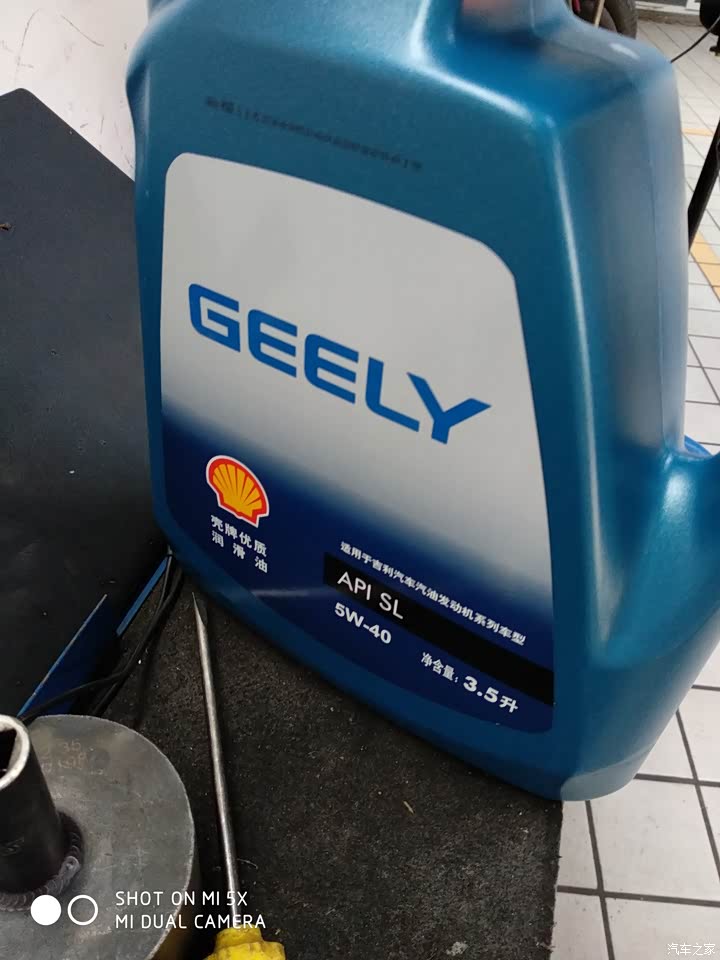 GEELY
壳牌优质
润滑油
适用于吉利汽车汽油发动机系列车型
API SL
5W-40
净含量：3.5升
SHOT ON MI 5X
MI DUAL CAMERA
汽车之家